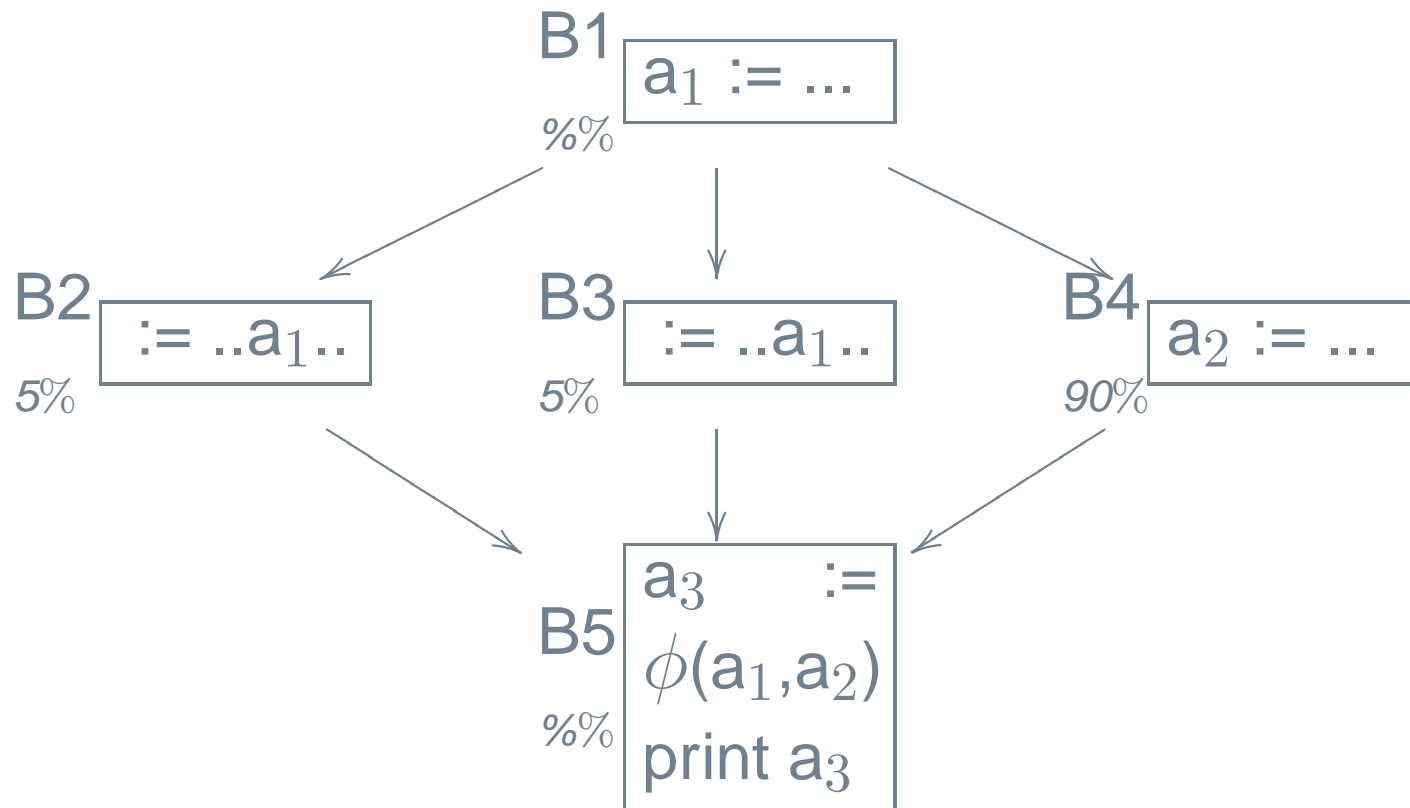 B1
a₁ := ...
%%
B2
:= ..a₁..
5%
B3
:= ..a₁..
5%
B4
a₂ := ...
90%
B5
a₃ :=
ϕ(a₁,a₂)
print a₃
%%